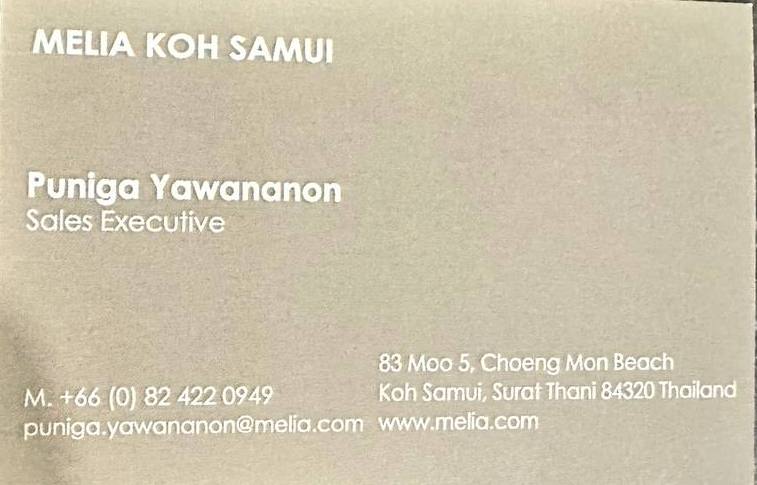 MELIA KOH SAMUI
Puniga Yawananon
Sales Executive
M. +66 (0) 82 422 0949
puniga.yawananon@melia.com
83 Moo 5, Choeng Mon Beach
Koh Samui, Surat Thani 84320 Thailand
www.melia.com